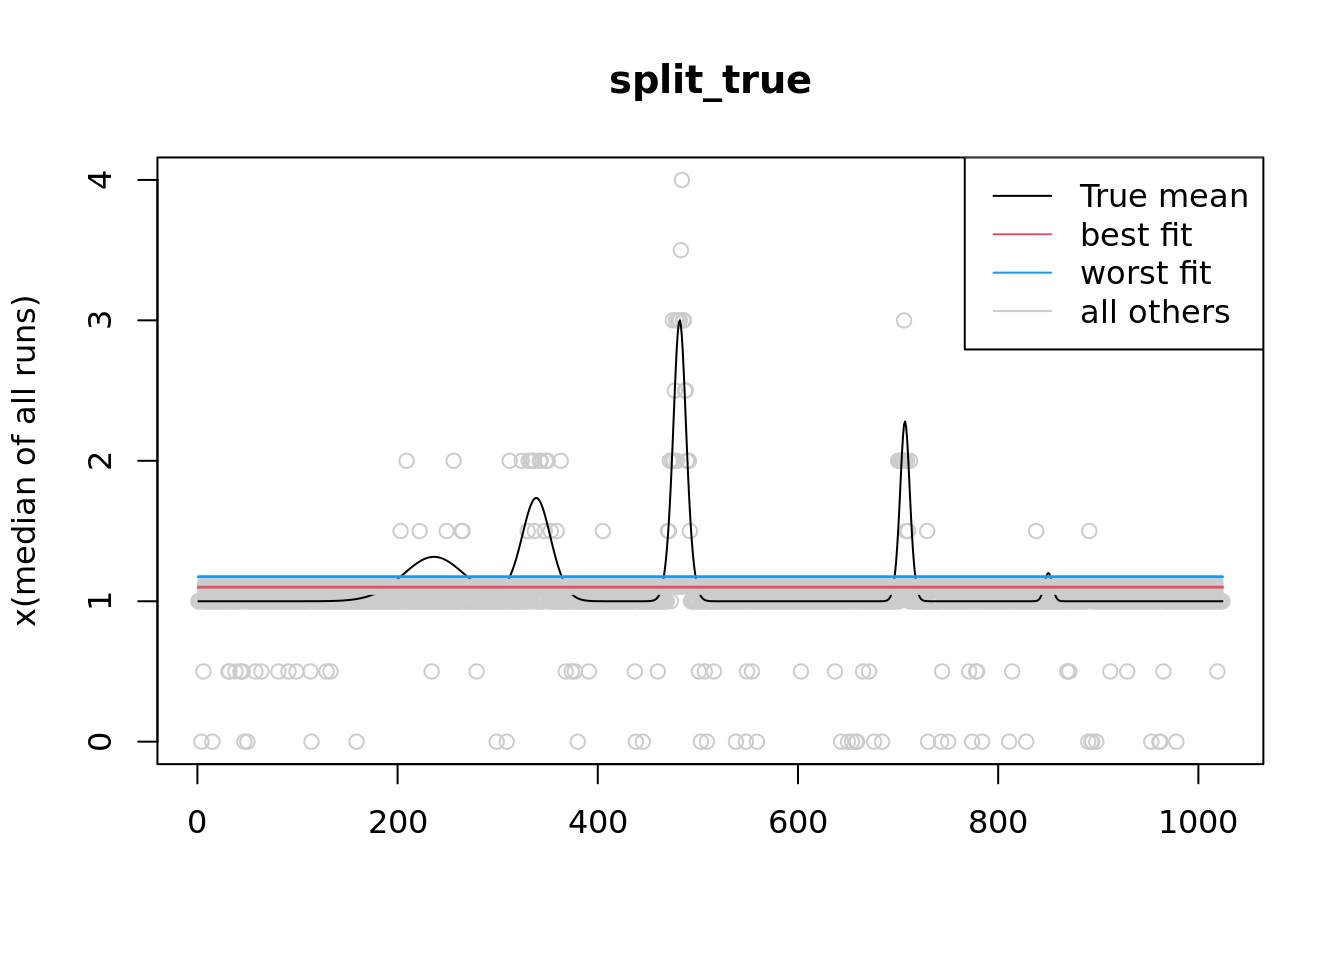 split_true
x(median of all runs)
4
3
2
1
0
0 200 400 600 800 1000
True mean
best fit
worst fit
all others